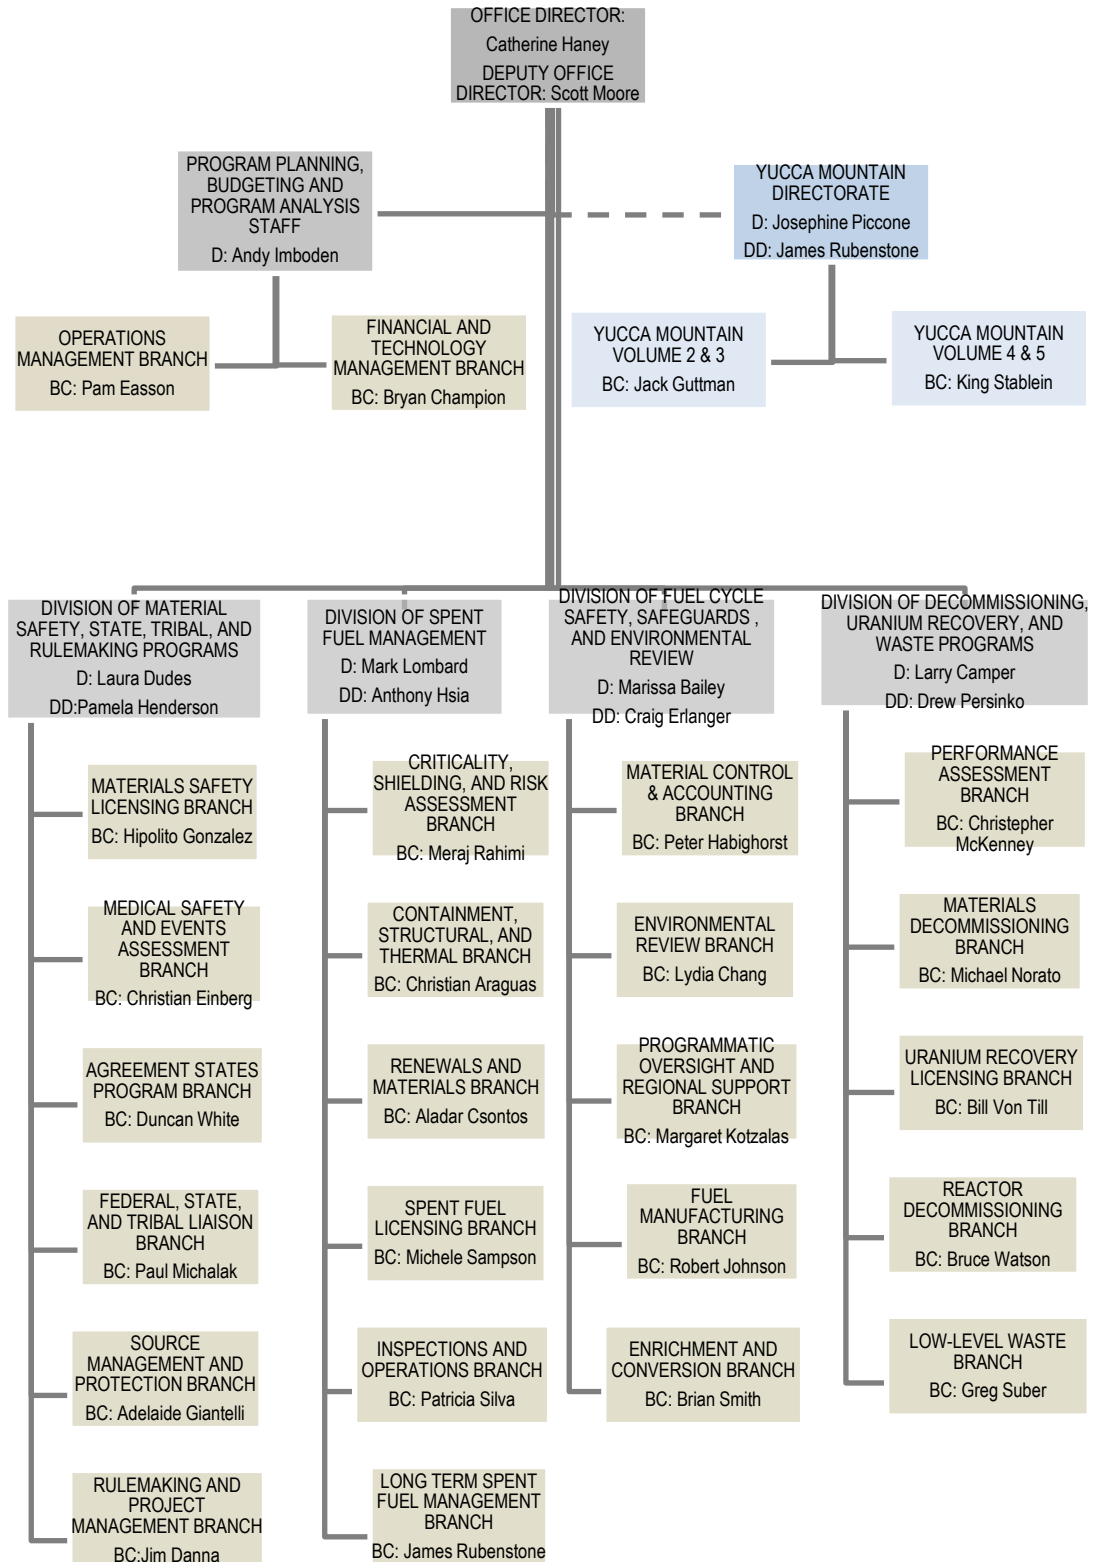 OFFICE DIRECTOR:
Catherine Haney
DEPUTY OFFICE
DIRECTOR: Scott Moore
PROGRAM PLANNING,
BUDGETING AND
PROGRAM ANALYSIS
STAFF
D: Andy Imboden
YUCCA MOUNTAIN
DIRECTORATE
D: Josephine Piccone
DD: James Rubenstone
OPERATIONS
MANAGEMENT BRANCH
BC: Pam Easson
FINANCIAL AND
TECHNOLOGY
MANAGEMENT BRANCH
BC: Bryan Champion
YUCCA MOUNTAIN
VOLUME 2 & 3
BC: Jack Guttman
YUCCA MOUNTAIN
VOLUME 4 & 5
BC: King Stablein
DIVISION OF MATERIAL
SAFETY, STATE, TRIBAL, AND
RULEMAKING PROGRAMS
D: Laura Dudes
DD:Pamela Henderson
MATERIALS SAFETY
LICENSING BRANCH
BC: Hipolito Gonzalez
MEDICAL SAFETY
AND EVENTS
ASSESSMENT
BRANCH
BC: Christian Einberg
AGREEMENT STATES
PROGRAM BRANCH
BC: Duncan White
FEDERAL, STATE,
AND TRIBAL LIAISON
BRANCH
BC: Paul Michalak
SOURCE
MANAGEMENT AND
PROTECTION BRANCH
BC: Adelaide Giantelli
RULEMAKING AND
PROJECT
MANAGEMENT BRANCH
BC:Jim Danna
DIVISION OF SPENT
FUEL MANAGEMENT
D: Mark Lombard
DD: Anthony Hsia
CRITICALITY,
SHIELDING, AND RISK
ASSESSMENT
BRANCH
BC: Meraj Rahimi
CONTAINMENT,
STRUCTURAL, AND
THERMAL BRANCH
BC: Christian Araguas
RENEWALS AND
MATERIALS BRANCH
BC: Aladar Csontos
SPENT FUEL
LICENSING BRANCH
BC: Michele Sampson
INSPECTIONS AND
OPERATIONS BRANCH
BC: Patricia Silva
LONG TERM SPENT
FUEL MANAGEMENT
BRANCH
BC: James Rubenstone
DIVISION OF FUEL CYCLE
SAFETY, SAFEGUARDS ,
AND ENVIRONMENTAL
REVIEW
D: Marissa Bailey
DD: Craig Erlanger
MATERIAL CONTROL
& ACCOUNTING
BRANCH
BC: Peter Habighorst
ENVIRONMENTAL
REVIEW BRANCH
BC: Lydia Chang
PROGRAMMATIC
OVERSIGHT AND
REGIONAL SUPPORT
BRANCH
BC: Margaret Kotzalas
FUEL
MANUFACTURING
BRANCH
BC: Robert Johnson
ENRICHMENT AND
CONVERSION BRANCH
BC: Brian Smith
DIVISION OF DECOMMISSIONING,
URANIUM RECOVERY, AND
WASTE PROGRAMS
D: Larry Camper
DD: Drew Persinko
PERFORMANCE
ASSESSMENT
BRANCH
BC: Christepher
McKenney
MATERIALS
DECOMMISSIONING
BRANCH
BC: Michael Norato
URANIUM RECOVERY
LICENSING BRANCH
BC: Bill Von Till
REACTOR
DECOMMISSIONING
BRANCH
BC: Bruce Watson
LOW-LEVEL WASTE
BRANCH
BC: Greg Suber